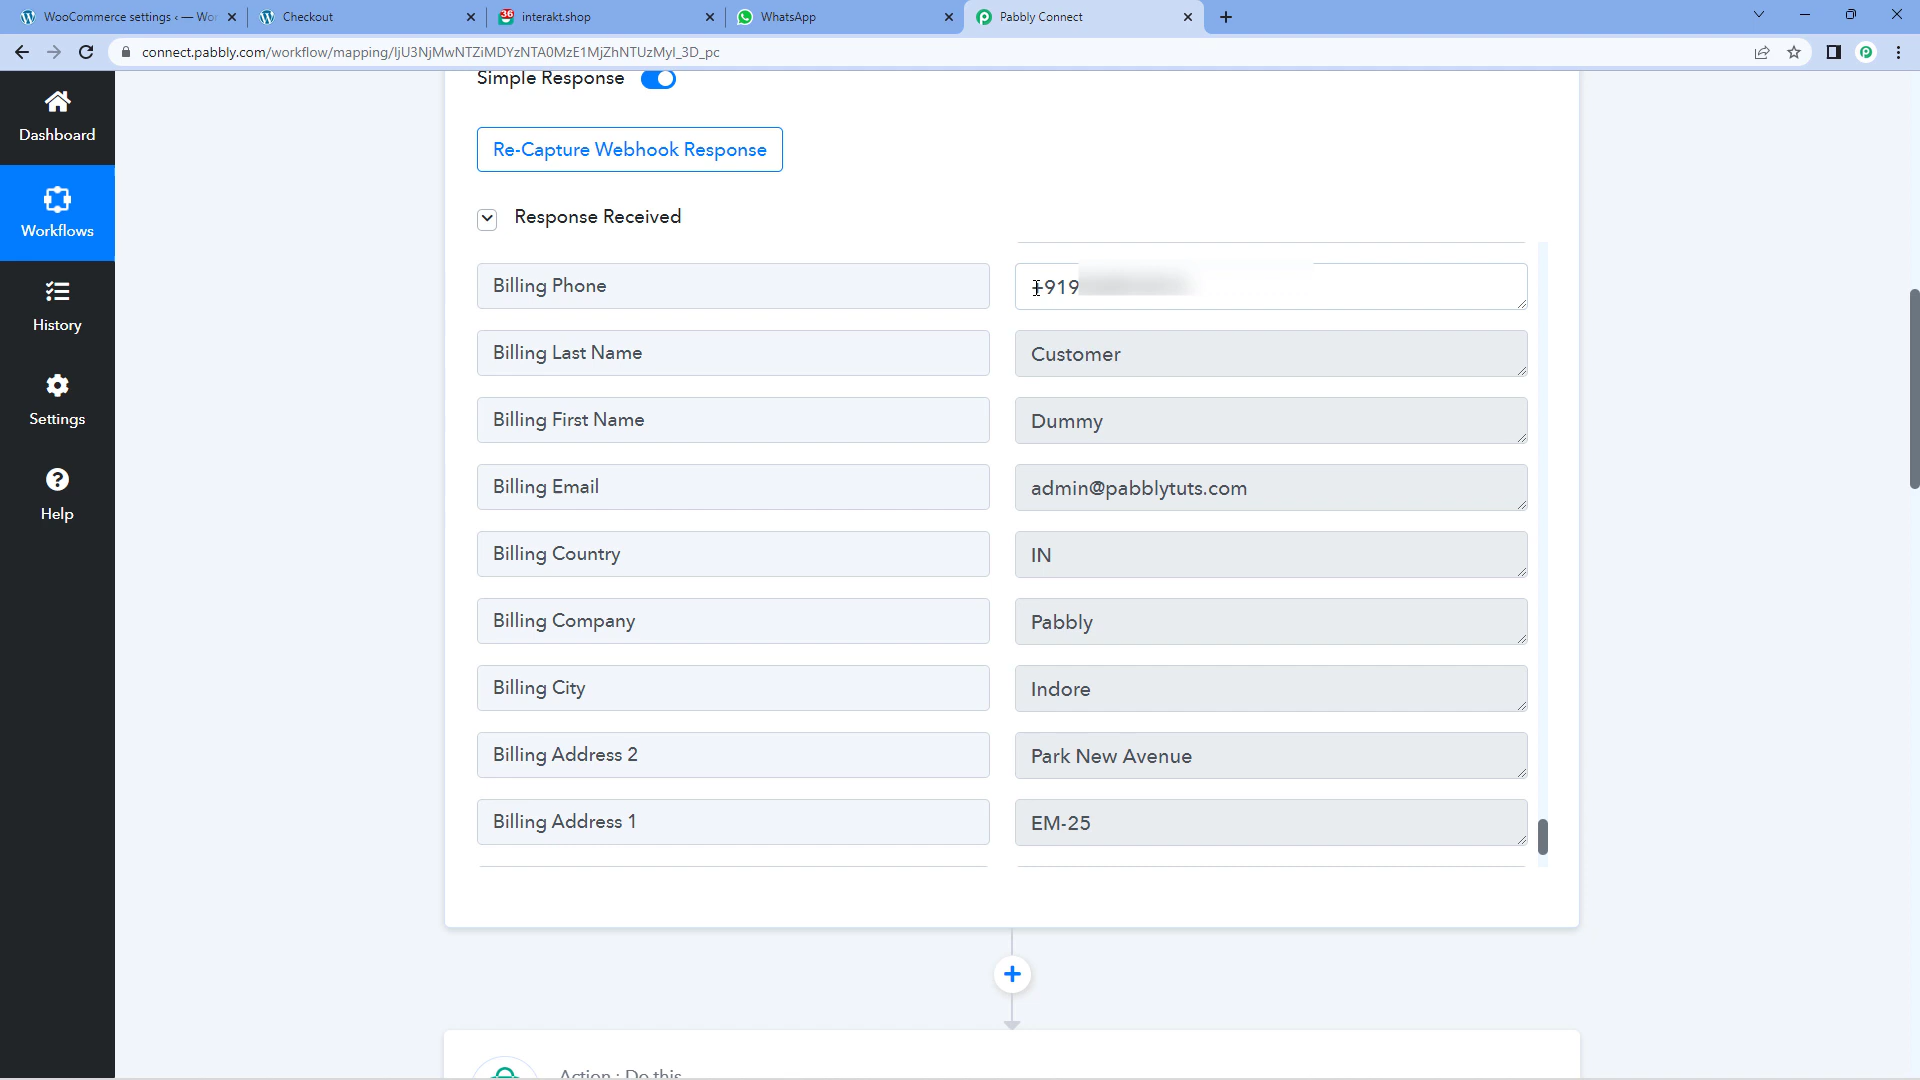 WooCommerce settings ‹ — Wor
Checkout
36
interakt.shop
WhatsApp
Pabbly Connect
connect.pabbly.com/workflow/mapping/IjU3NjMwNTZiMDYzNTA0MzE1MjZhNTUzMyI_3D_pc
Dashboard
Workflows
History
Settings
Help
Simple Response
Re-Capture Webhook Response
Response Received
Billing Phone
+919
Billing Last Name
Customer
Billing First Name
Dummy
Billing Email
admin@pabblytuts.com
Billing Country
IN
Billing Company
Pabbly
Billing City
Indore
Billing Address 2
Park New Avenue
Billing Address 1
EM-25
Action : Do this